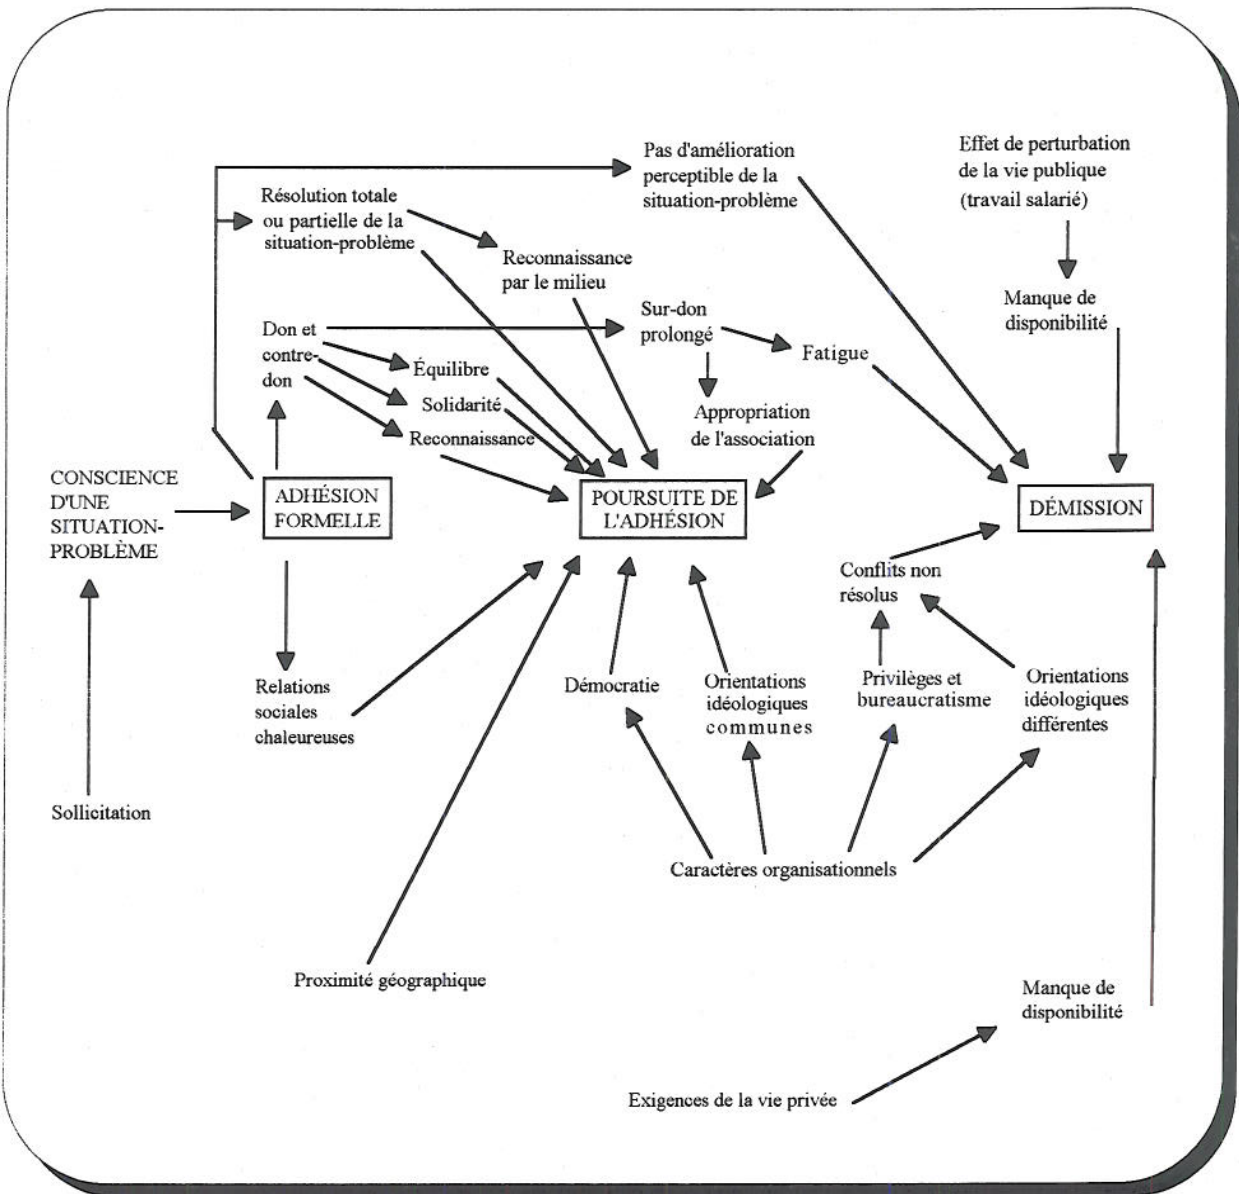 Pas d'amélioration
perceptible de la
situation-problème
Effet de perturbation
de la vie publique
(travail salarié)
Résolution totale
ou partielle de la
situation-problème
Reconnaissance
par le milieu
Manque de
disponibilité
Don et
contre-
don
Sur-don
prolongé
Fatigue
Équilibre
Solidarité
Reconnaissance
Appropriation
de l'association
CONSCIENCE
D'UNE
SITUATION-
PROBLÈME
ADHÉSION
FORMELLE
POURSUITE DE
L'ADHÉSION
DÉMISSION
Conflits non
résolus
Relations
sociales
chaleureuses
Démocratie
Orientations
idéologiques
communes
Privilèges et
bureaucratisme
Orientations
idéologiques
différentes
Sollicitation
Caractères organisationnels
Proximité géographique
Manque de
disponibilité
Exigences de la vie privée